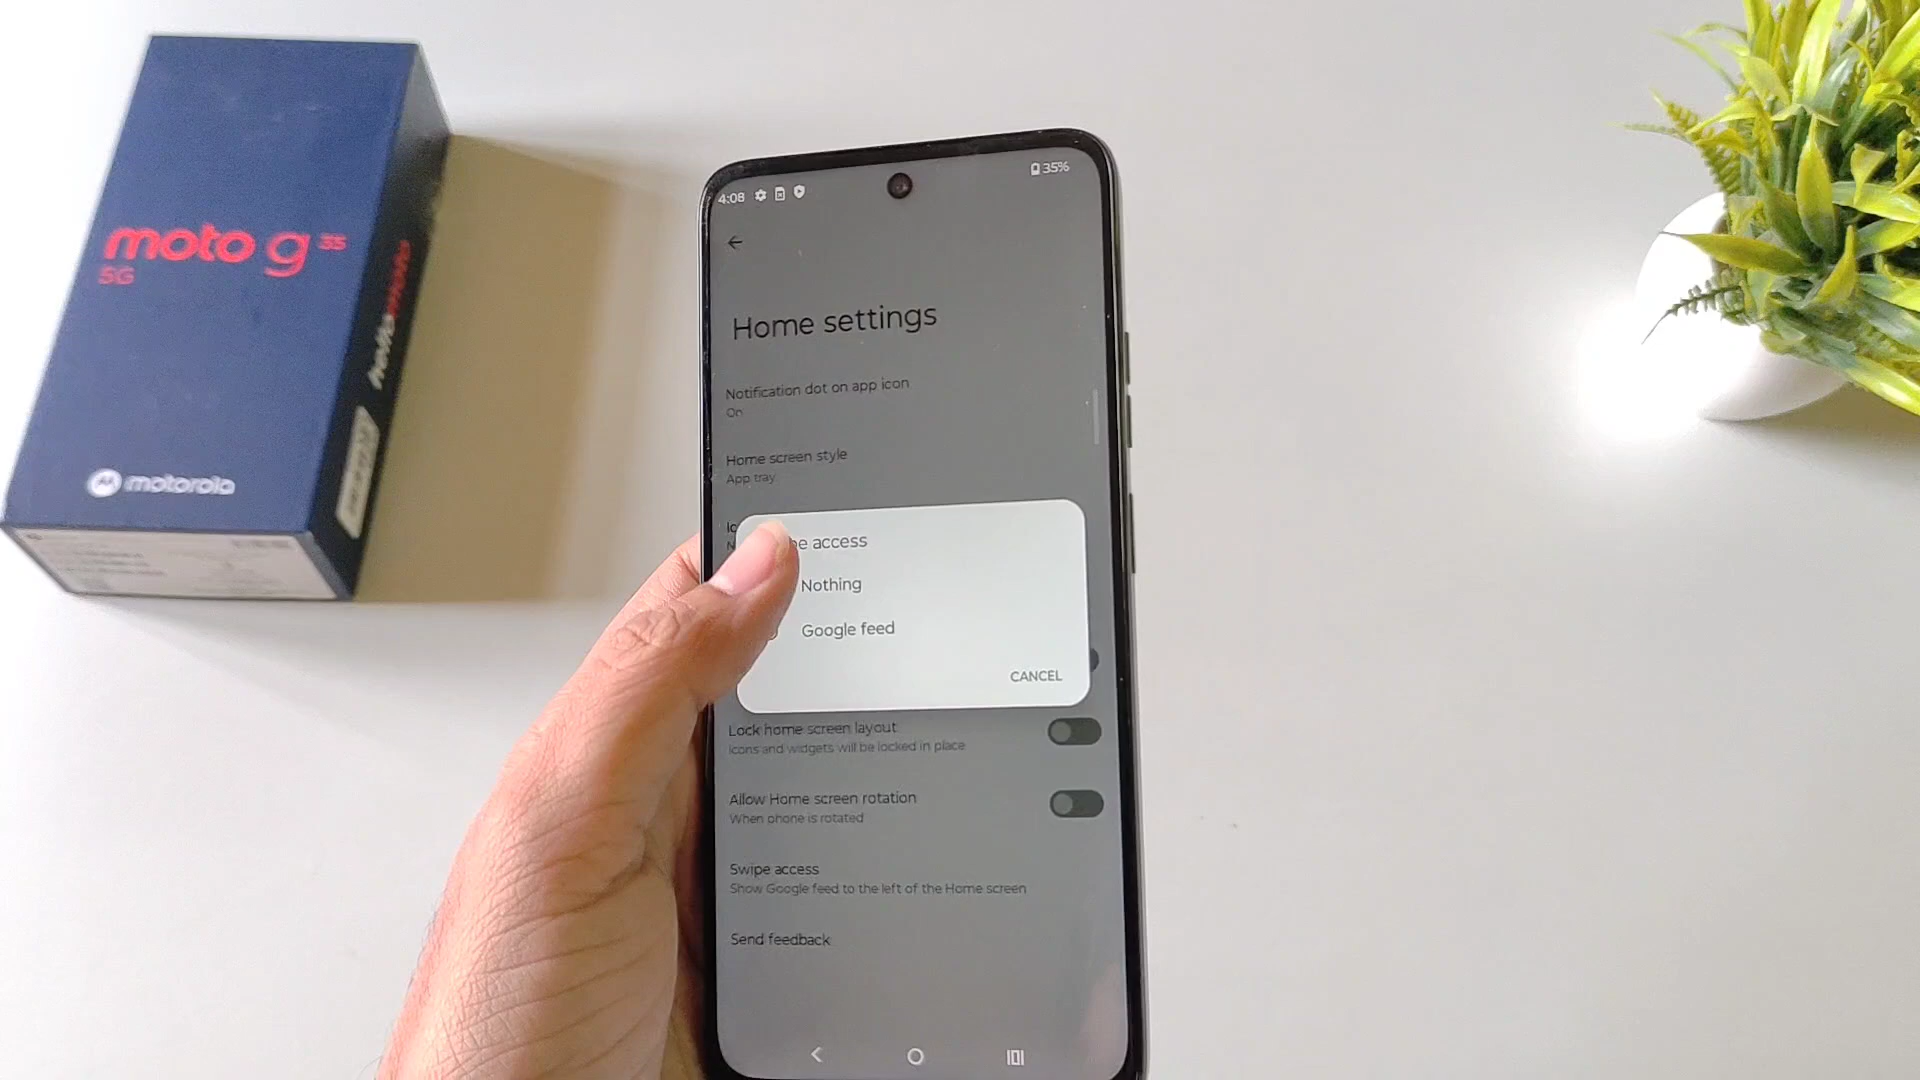 moto g 35
5G
hellomoto
motorola
4:08
35%
Home settings
Notification dot on app icon
On
Home screen style
App tray
access
Nothing
Google feed
CANCEL
Lock home screen layout
Icons and widgets will be locked in place
Allow Home screen rotation
When phone is rotated
Swipe access
Show Google feed to the left of the Home screen
Send feedback